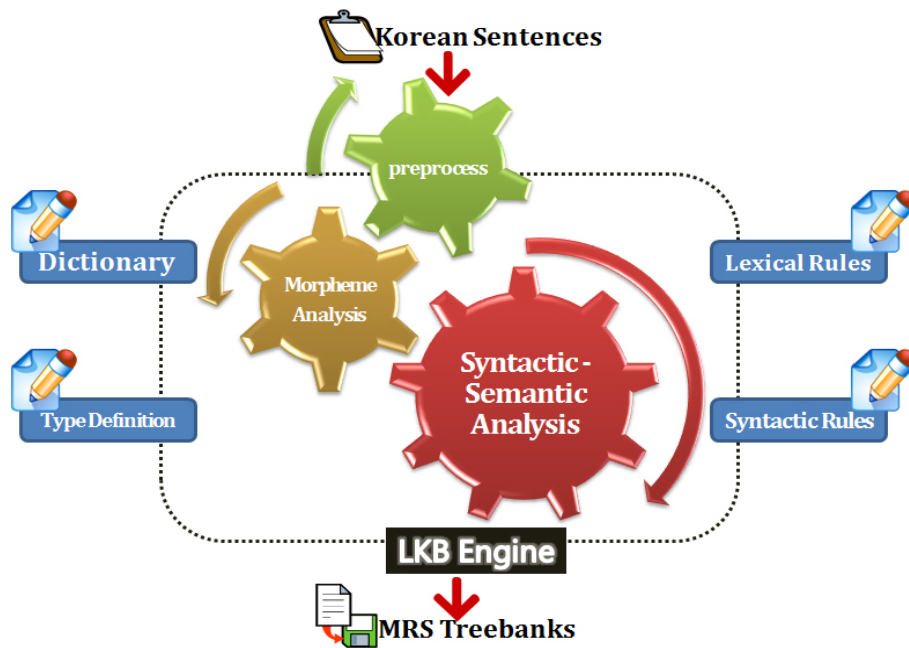 Korean Sentences
preprocess
Dictionary
Lexical Rules
Morpheme
Analysis
Syntactic -
Semantic
Analysis
Type Definition
Syntactic Rules
LKB Engine
MRS Treebanks